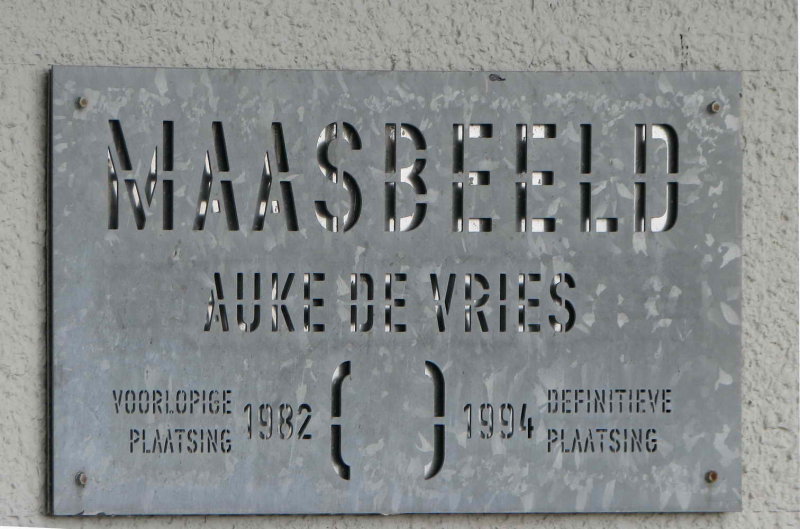 MAASBEELD
AUKE DE VRIES
VOORLOPIGE PLAATSING 1982 ( ) 1994 DEFINITIEVE PLAATSING